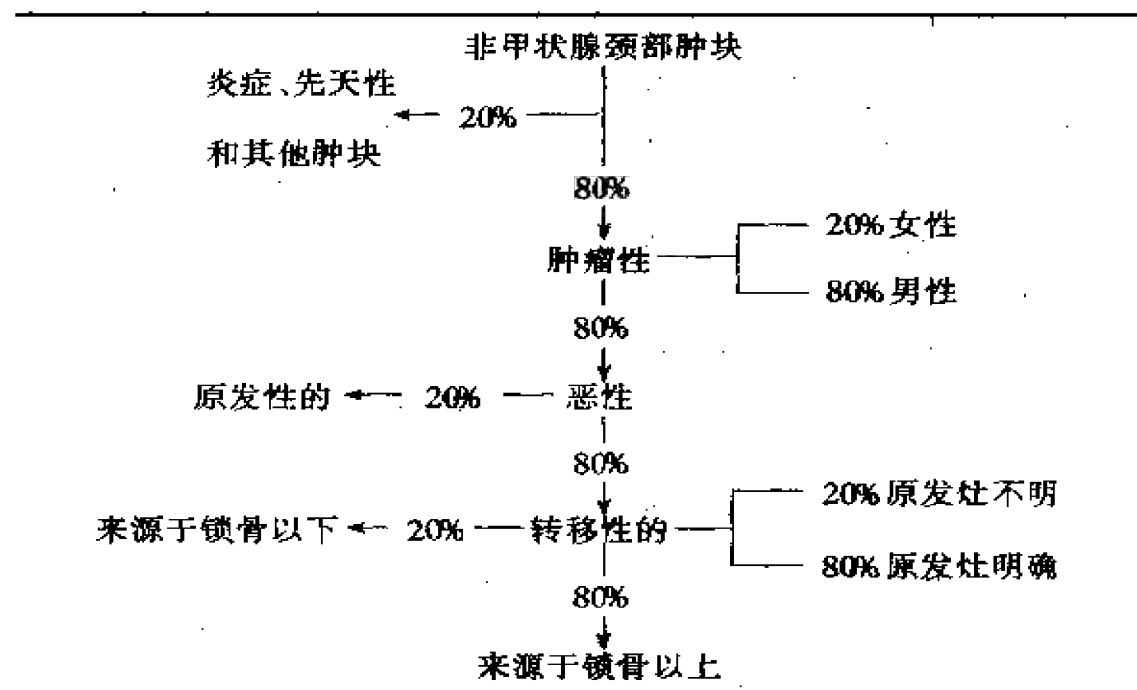 非甲状腺颈部肿块
炎症、先天性
20%
和其他肿块
80%
20%女性
肿瘤性
80%男性
80%
原发性的
20%
恶性
80%
20%原发灶不明
来源于锁骨以下
20%
转移性的
80%原发灶明确
80%
来源于锁骨以上